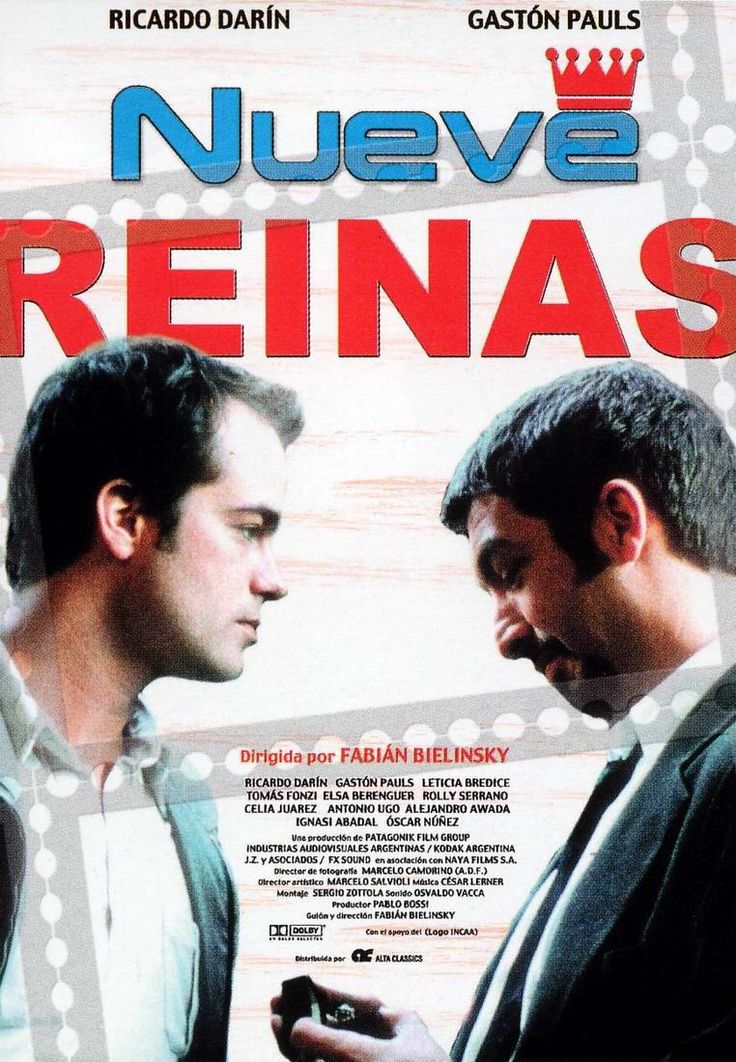 RICARDO DARÍN GASTÓN PAULS
NUEVE
REINAS
Dirigida por FABIÁN BIELINSKY
RICARDO DARÍN GASTÓN PAULS LETICIA BREDICE
TOMÁS FONZI ELSA BERENGUER ROLLY SERRANO
CELIA JUAREZ ANTONIO UGO ALEJANDRO AWADA
IGNASI ABADAL ÓSCAR NÚÑEZ
Una producción de PATAGONIK FILM GROUP
INDUSTRIAS AUDIOVISUALES ARGENTINAS / KODAK ARGENTINA
J.Z. y ASOCIADOS / FX SOUND en asociación con NAYA FILMS S.A.
Director de fotografía MARCELO CAMORINO (A.D.F.)
Director artístico MARCELO SALVIOLI Música CÉSAR LERNER
Montaje SERGIO ZOTTOLA Sonido OSVALDO VACCA
Productor PABLO BOSSI
Guión y dirección FABIÁN BIELINSKY
DOLBY Con el apoyo del (Logo INCAA)
Distribuida por ALTA CLASSICS